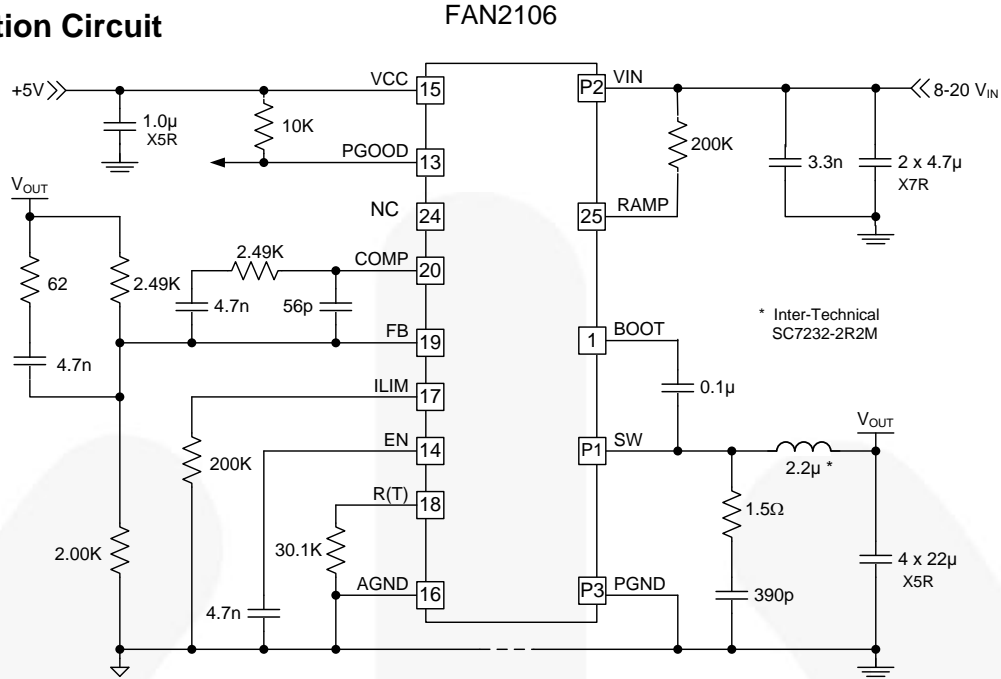 FAN2106
tion Circuit
+5V
VCC
15
1.0µ
X5R
10K
PGOOD
13
VOUT
NC
24
62
2.49K
2.49K
COMP
20
4.7n
56p
4.7n
FB
19
ILIM
17
200K
EN
14
R(T)
18
2.00K
30.1K
AGND
16
4.7n
P2
VIN
8-20 VIN
200K
3.3n
2 x 4.7µ
X7R
25
RAMP
* Inter-Technical
SC7232-2R2M
1
BOOT
0.1µ
P1
SW
VOUT
2.2µ *
1.5Ω
4 x 22µ
X5R
390p
P3
PGND